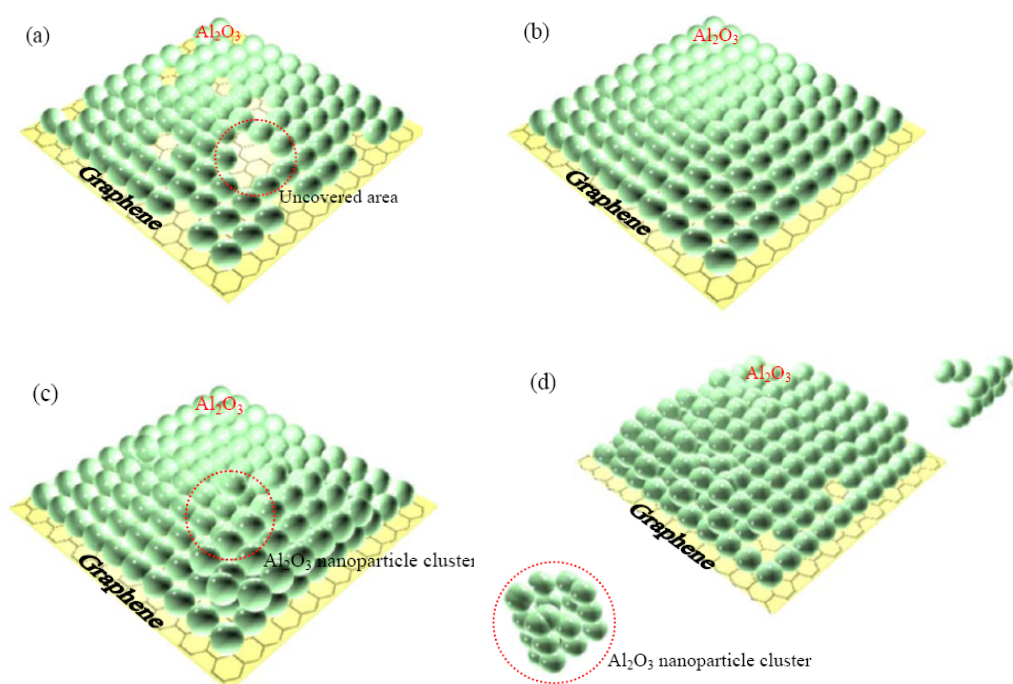 (a)
Al₂O₃
Graphene
Uncovered area
(b)
Al₂O₃
Graphene
(c)
Al₂O₃
Al₂O₃ nanoparticle cluster
Graphene
(d)
Al₂O₃
Graphene
Al₂O₃ nanoparticle cluster